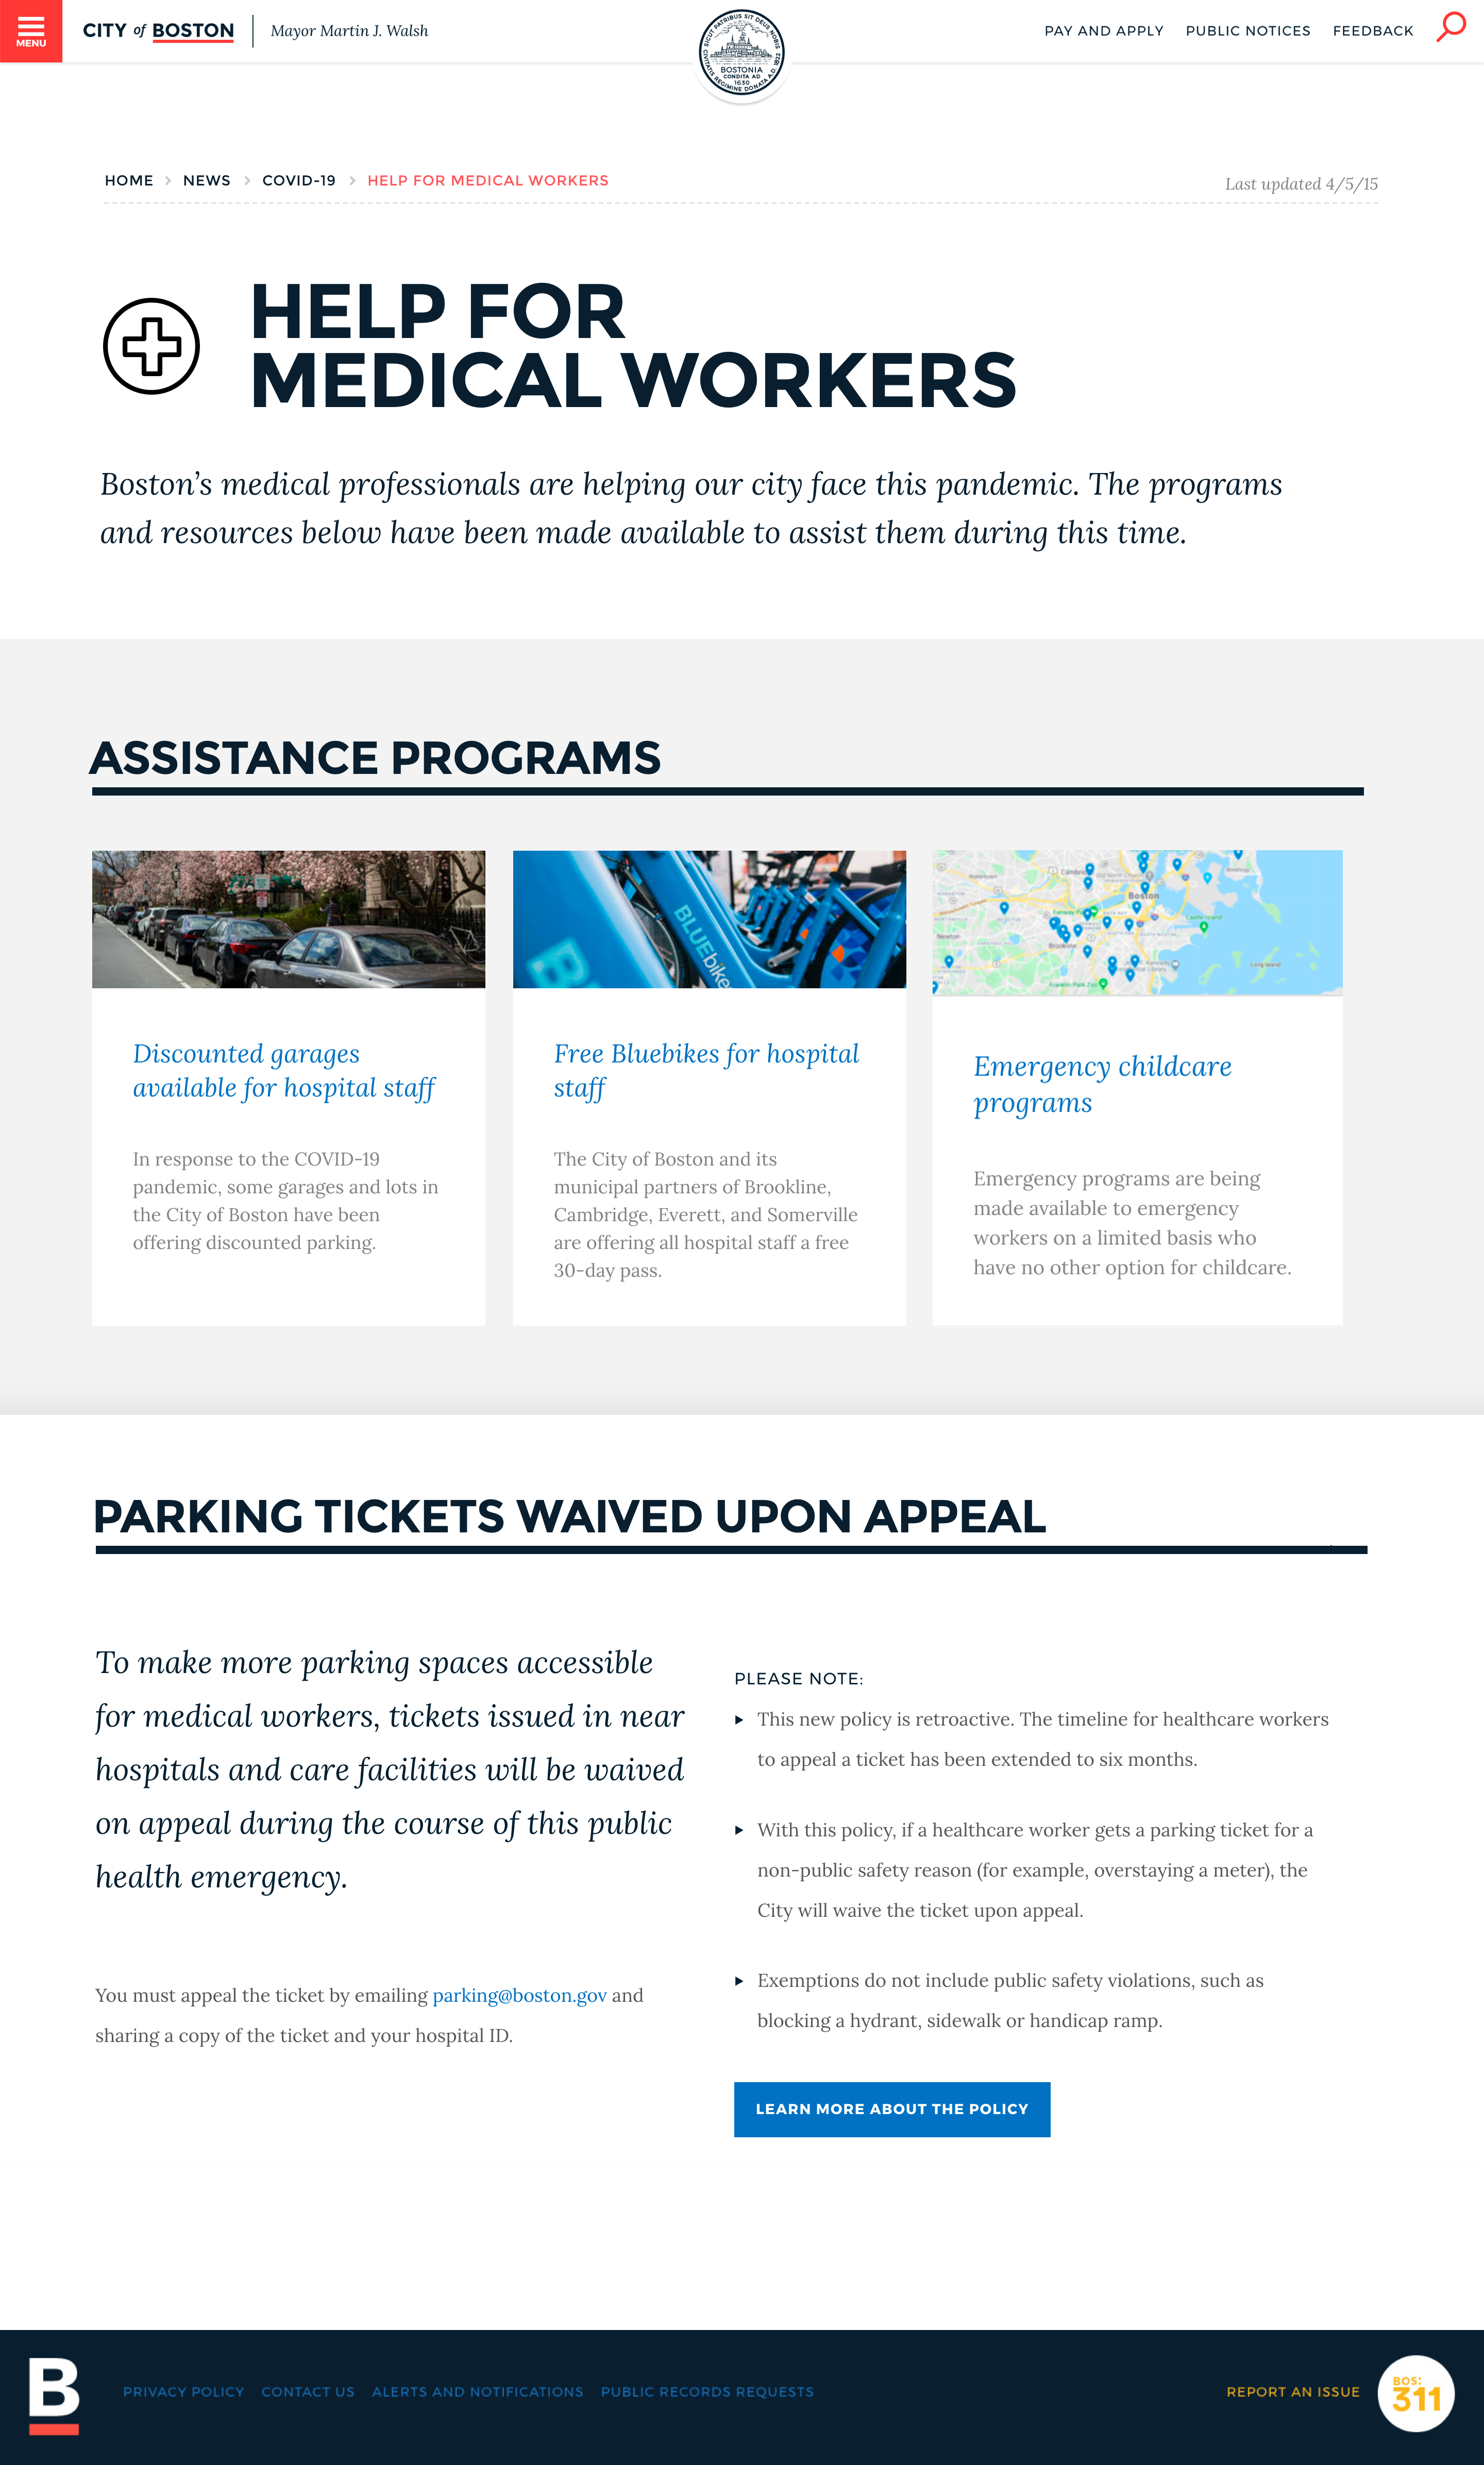 MENU
CITY of BOSTON
Mayor Martin J. Walsh
SICUT PATRIBUS SIT DEUS NOBIS
CIVITATIS REGIMINE DONATA A.D. 1822
BOSTONIA
CONDITA AD
1630
PAY AND APPLY
PUBLIC NOTICES
FEEDBACK
HOME > NEWS > COVID-19 > HELP FOR MEDICAL WORKERS
Last updated 4/5/15
HELP FOR
MEDICAL WORKERS
Boston’s medical professionals are helping our city face this pandemic. The programs
and resources below have been made available to assist them during this time.
ASSISTANCE PROGRAMS
BLUEbike
B
Boston
Brookline
Newton
Watertown
Long Island
Castle Island
Franklin Park Zoo
Discounted garages
available for hospital staff
In response to the COVID-19
pandemic, some garages and lots in
the City of Boston have been
offering discounted parking.
Free Bluebikes for hospital
staff
The City of Boston and its
municipal partners of Brookline,
Cambridge, Everett, and Somerville
are offering all hospital staff a free
30-day pass.
Emergency childcare
programs
Emergency programs are being
made available to emergency
workers on a limited basis who
have no other option for childcare.
PARKING TICKETS WAIVED UPON APPEAL
To make more parking spaces accessible
for medical workers, tickets issued in near
hospitals and care facilities will be waived
on appeal during the course of this public
health emergency.
You must appeal the ticket by emailing parking@boston.gov and
sharing a copy of the ticket and your hospital ID.
PLEASE NOTE:
This new policy is retroactive. The timeline for healthcare workers
to appeal a ticket has been extended to six months.
With this policy, if a healthcare worker gets a parking ticket for a
non-public safety reason (for example, overstaying a meter), the
City will waive the ticket upon appeal.
Exemptions do not include public safety violations, such as
blocking a hydrant, sidewalk or handicap ramp.
LEARN MORE ABOUT THE POLICY
B
PRIVACY POLICY
CONTACT US
ALERTS AND NOTIFICATIONS
PUBLIC RECORDS REQUESTS
REPORT AN ISSUE
BOS:
311